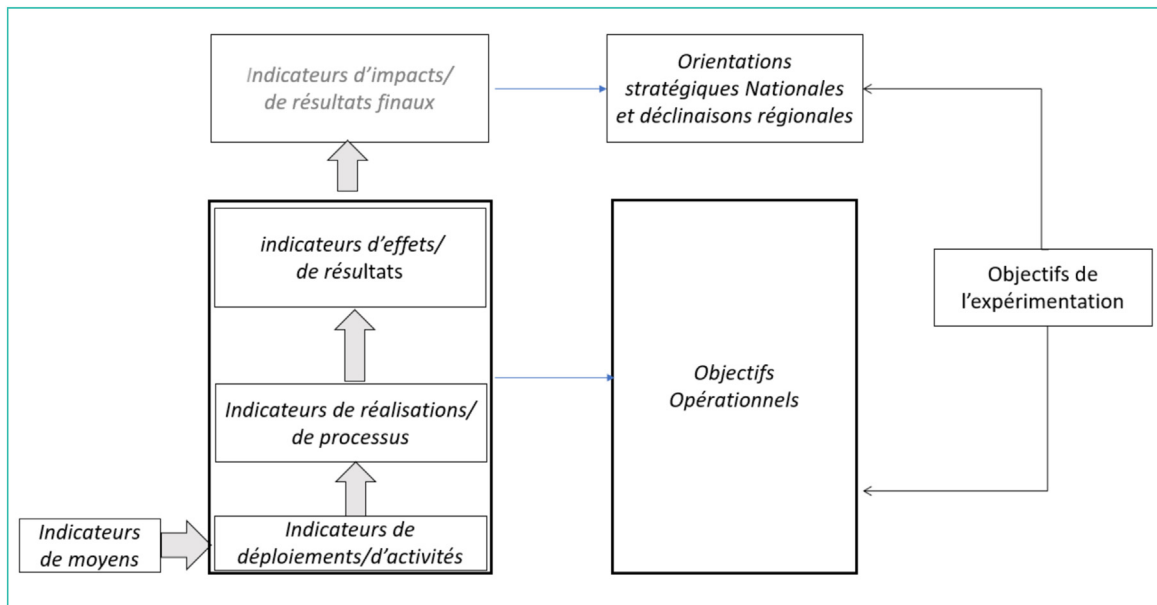 Indicateurs d'impacts/
de résultats finaux
Orientations
stratégiques Nationales
et déclinaisons régionales
indicateurs d'effets/
de résultats
Objectifs de
l'expérimentation
Objectifs
Opérationnels
Indicateurs de réalisations/
de processus
Indicateurs
de moyens
Indicateurs de
déploiements/d'activités